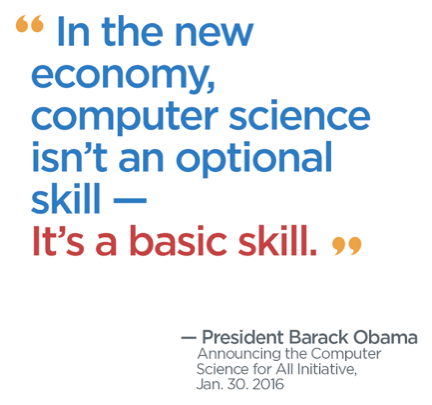 “ In the new
economy,
computer science
isn’t an optional
skill —
It’s a basic skill. ”
— President Barack Obama
Announcing the Computer
Science for All Initiative,
Jan. 30. 2016